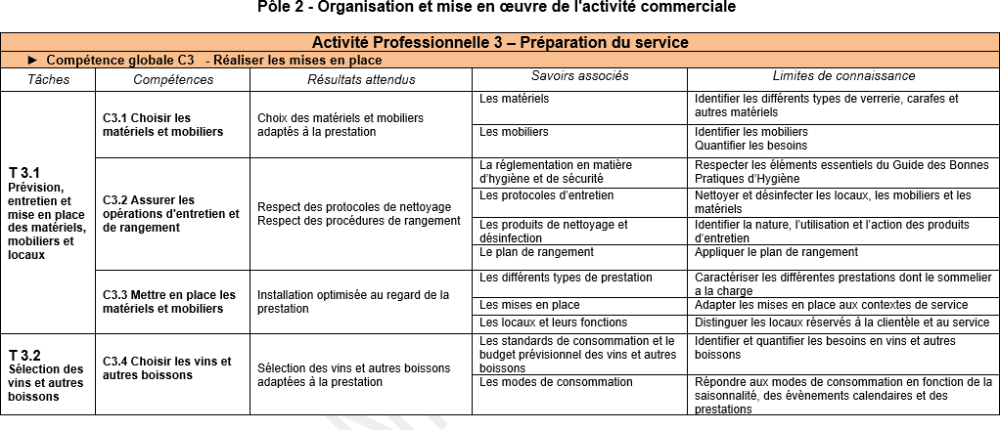 Pôle 2 - Organisation et mise en œuvre de l'activité commerciale
Activité Professionnelle 3 – Préparation du service
► Compétence globale C3 - Réaliser les mises en place
Tâches
Compétences
Résultats attendus
Savoirs associés
Limites de connaissance
T 3.1
Prévision,
entretien et
mise en place
des matériels,
mobiliers et
locaux
C3.1 Choisir les
matériels et mobiliers
Choix des matériels et mobiliers
adaptés à la prestation
Les matériels
Identifier les différents types de verrerie, carafes et
autres matériels
Les mobiliers
Identifier les mobiliers
Quantifier les besoins
C3.2 Assurer les
opérations d'entretien et
de rangement
Respect des protocoles de nettoyage
Respect des procédures de rangement
La réglementation en matière
d'hygiène et de sécurité
Respecter les éléments essentiels du Guide des Bonnes
Pratiques d'Hygiène
Les protocoles d'entretien
Nettoyer et désinfecter les locaux, les mobiliers et les
matériels
Les produits de nettoyage et
désinfection
Identifier la nature, l'utilisation et l'action des produits
d'entretien
Le plan de rangement
Appliquer le plan de rangement
C3.3 Mettre en place les
matériels et mobiliers
Installation optimisée au regard de la
prestation
Les différents types de prestation
Caractériser les différentes prestations dont le sommelier
a la charge
Les mises en place
Adapter les mises en place aux contextes de service
Les locaux et leurs fonctions
Distinguer les locaux réservés à la clientèle et au service
T 3.2
Sélection des
vins et autres
boissons
C3.4 Choisir les vins et
autres boissons
Sélection des vins et autres boissons
adaptées à la prestation
Les standards de consommation et le
budget prévisionnel des vins et autres
boissons
Identifier et quantifier les besoins en vins et autres
boissons
Les modes de consommation
Répondre aux modes de consommation en fonction de la
saisonnalité, des évènements calendaires et des
prestations